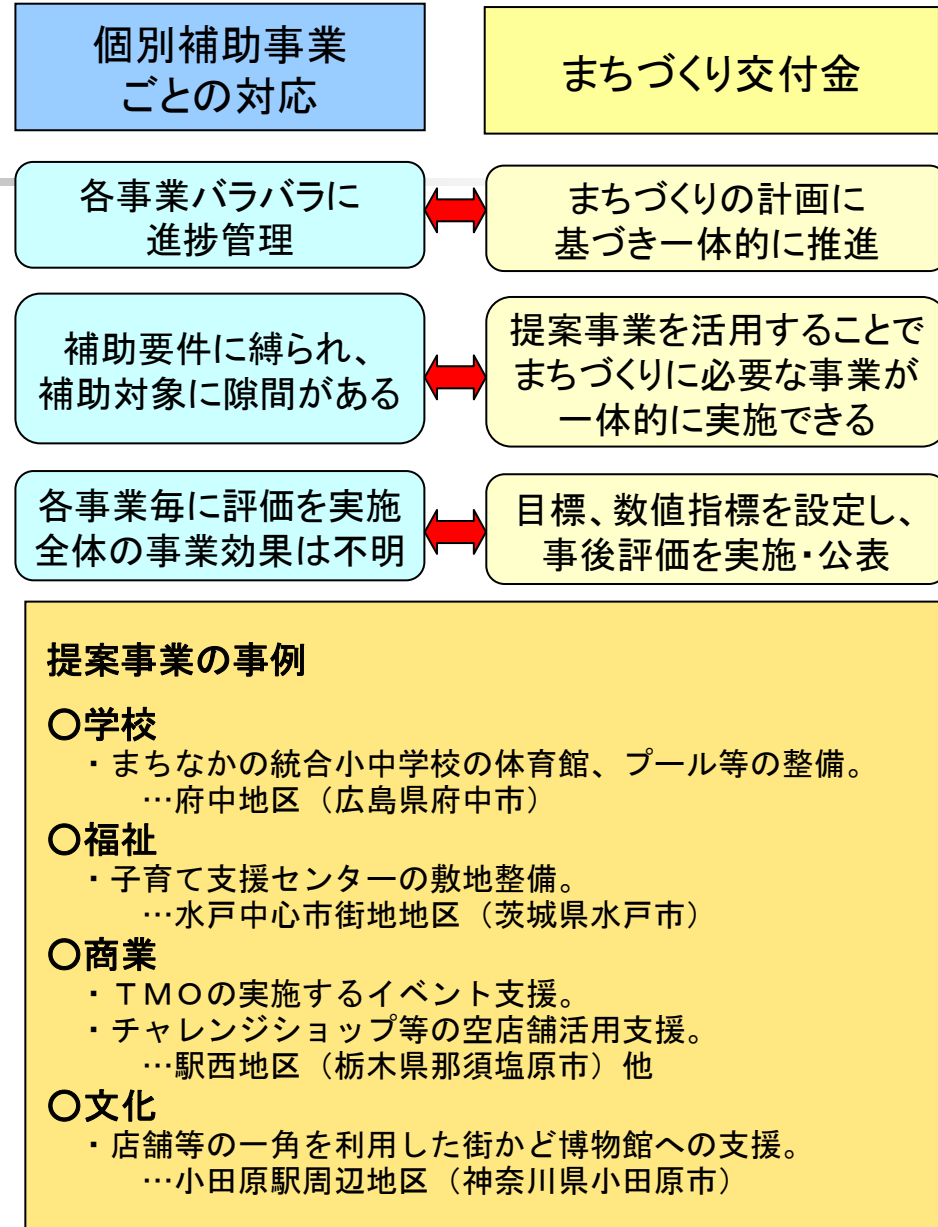 個別補助事業
ごとの対応
まちづくり交付金
各事業バラバラに
進捗管理
まちづくりの計画に
基づき一体的に推進
補助要件に縛られ、
補助対象に隙間がある
提案事業を活用することで
まちづくりに必要な事業が
一体的に実施できる
各事業毎に評価を実施
全体の事業効果は不明
目標、数値指標を設定し、
事後評価を実施・公表
提案事業の事例
○学校
・まちなかの統合小中学校の体育館、プール等の整備。
…府中地区（広島県府中市）
○福祉
・子育て支援センターの敷地整備。
…水戸中心市街地地区（茨城県水戸市）
○商業
・ＴＭＯの実施するイベント支援。
・チャレンジショップ等の空店舗活用支援。
…駅西地区（栃木県那須塩原市）他
○文化
・店舗等の一角を利用した街かど博物館への支援。
…小田原駅周辺地区（神奈川県小田原市）